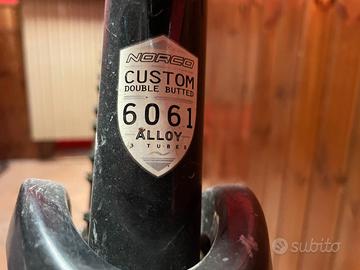 NORCO
CUSTOM
DOUBLE BUTTED
6061
ALLOY
3 TUBES
subito